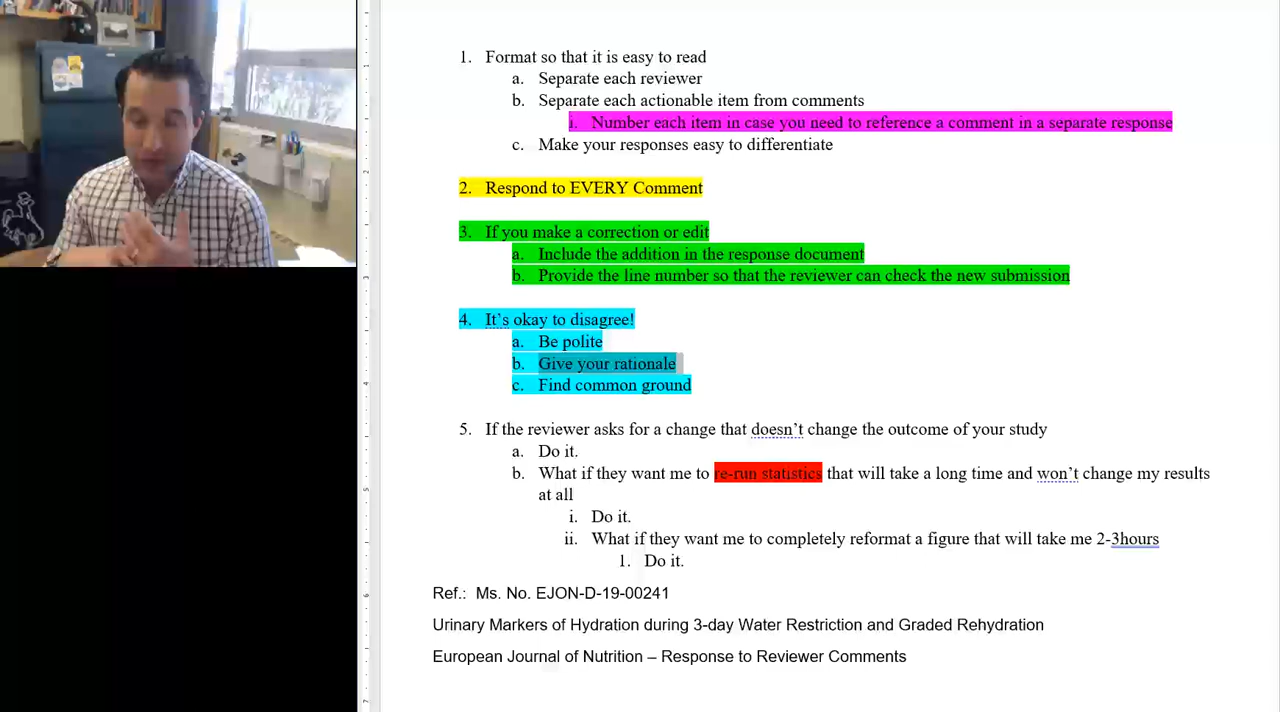 1. Format so that it is easy to read
a. Separate each reviewer
b. Separate each actionable item from comments
i. Number each item in case you need to reference a comment in a separate response
c. Make your responses easy to differentiate
2. Respond to EVERY Comment
3. If you make a correction or edit
a. Include the addition in the response document
b. Provide the line number so that the reviewer can check the new submission
4. It’s okay to disagree!
a. Be polite
b. Give your rationale
c. Find common ground
5. If the reviewer asks for a change that doesn’t change the outcome of your study
a. Do it.
b. What if they want me to re-run statistics that will take a long time and won’t change my results
at all
i. Do it.
ii. What if they want me to completely reformat a figure that will take me 2-3hours
1. Do it.
Ref.: Ms. No. EJON-D-19-00241
Urinary Markers of Hydration during 3-day Water Restriction and Graded Rehydration
European Journal of Nutrition – Response to Reviewer Comments